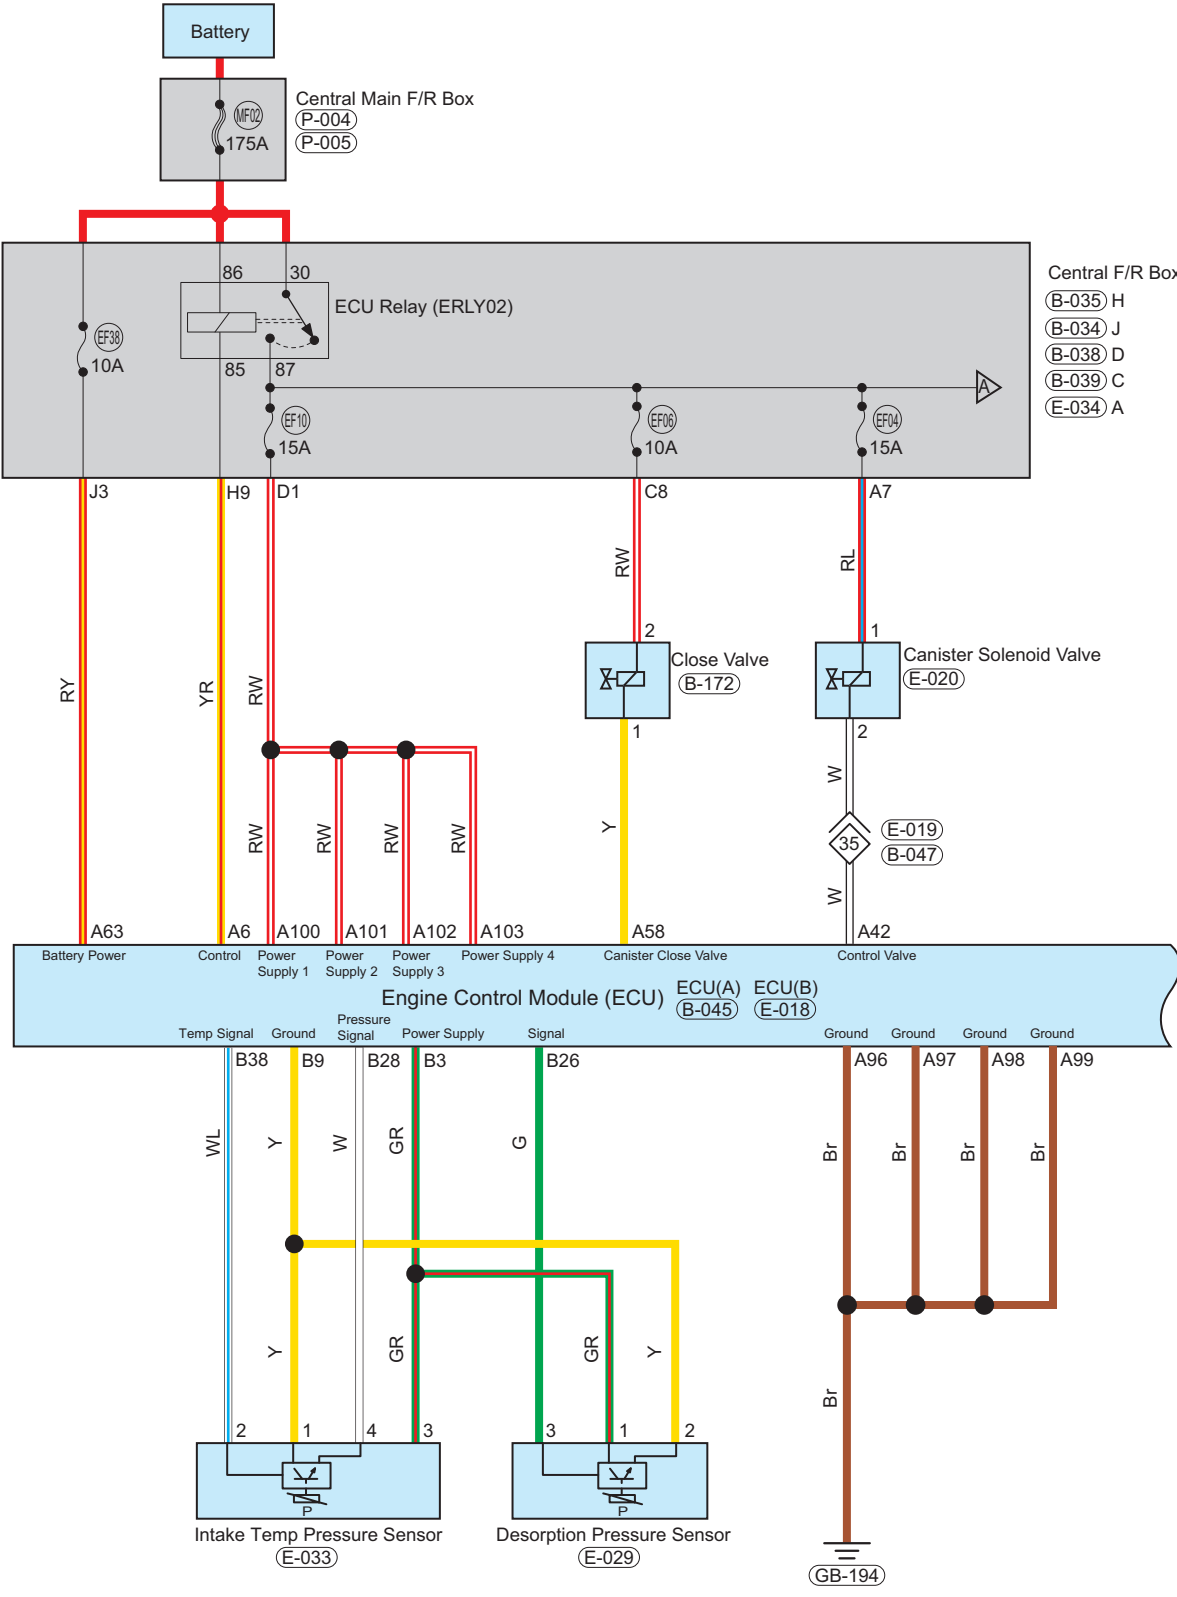 Battery
MF02
175A
Central Main F/R Box
P-004
P-005
86
30
ECU Relay (ERLY02)
EF38
10A
85
87
A
EF10
15A
EF06
10A
EF04
15A
Central F/R Box
B-035 H
B-034 J
B-038 D
B-039 C
E-034 A
J3
H9
D1
C8
A7
RW
RL
2
1
Close Valve
B-172
Canister Solenoid Valve
E-020
RY
YR
RW
1
2
W
Y
RW
RW
RW
RW
35
E-019
B-047
W
A63
A6
A100
A101
A102
A103
A58
A42
Battery Power
Control
Power
Supply 1
Power
Supply 2
Power
Supply 3
Power Supply 4
Canister Close Valve
Control Valve
Engine Control Module (ECU)
ECU(A)
B-045
ECU(B)
E-018
Temp Signal
Ground
Pressure
Signal
Power Supply
Signal
Ground
Ground
Ground
Ground
B38
B9
B28
B3
B26
A96
A97
A98
A99
WL
Y
W
GR
G
Br
Br
Br
Br
Y
GR
GR
Y
Br
2
1
4
3
3
1
2
P
P
Intake Temp Pressure Sensor
E-033
Desorption Pressure Sensor
E-029
GB-194